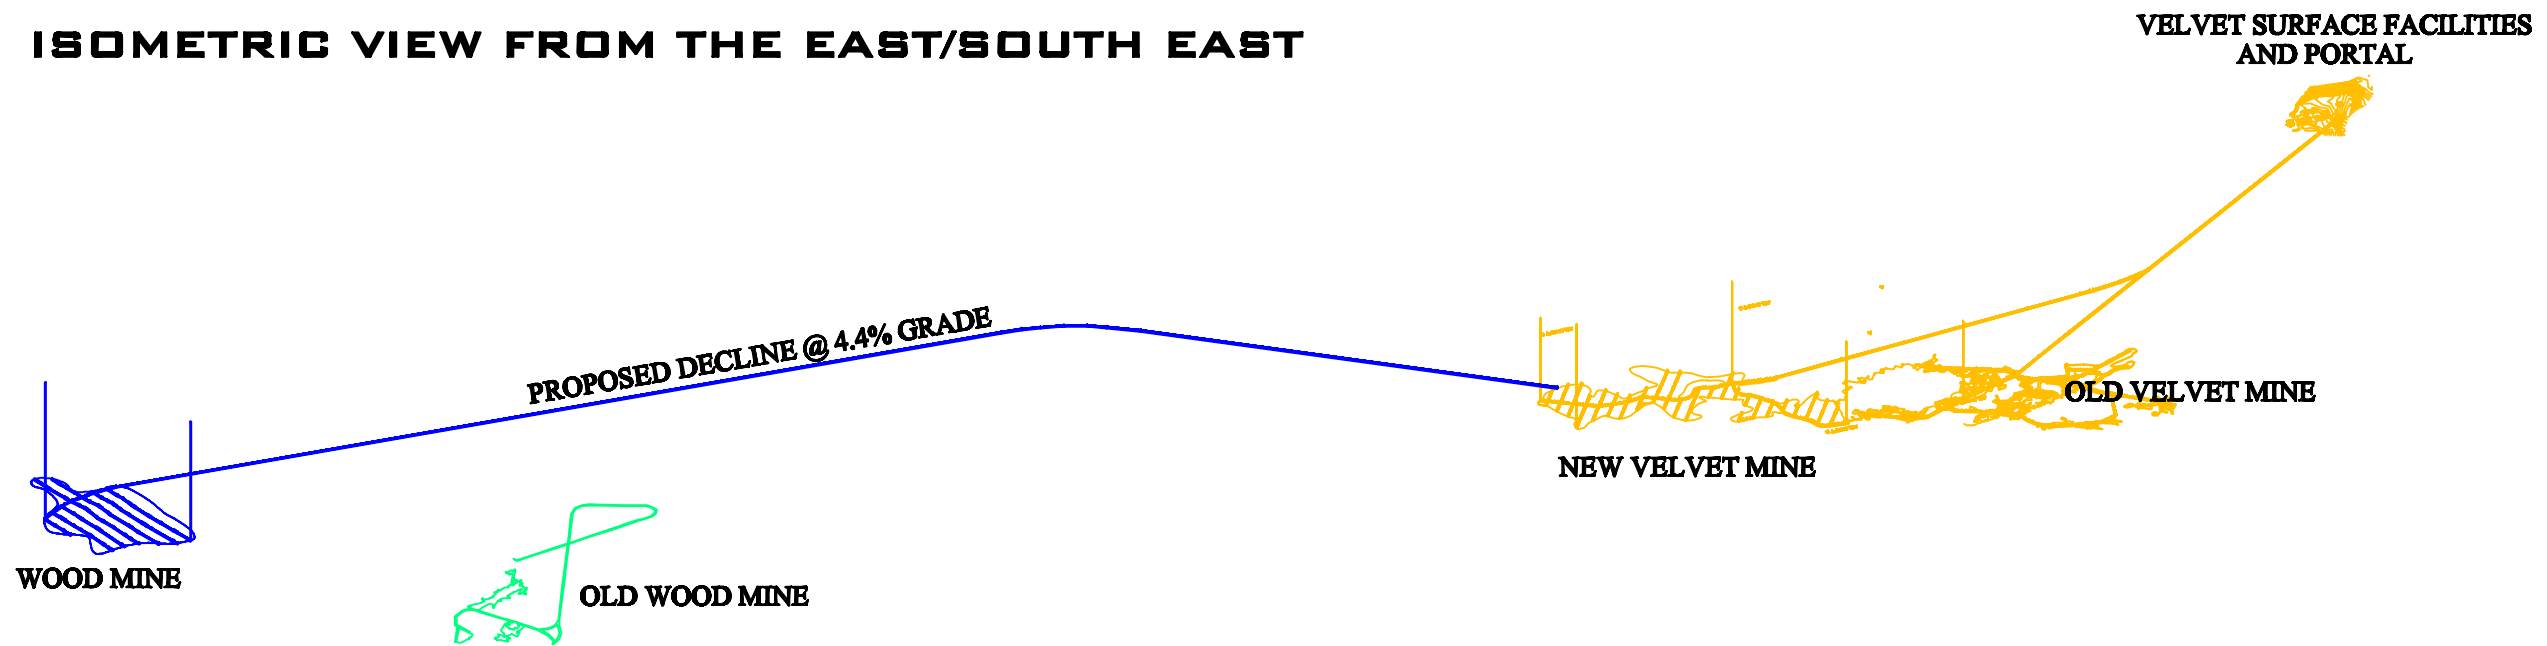 ISOMETRIC VIEW FROM THE EAST/SOUTH EAST
VELVET SURFACE FACILITIES
AND PORTAL
PROPOSED DECLINE @ 4.4% GRADE
OLD VELVET MINE
NEW VELVET MINE
WOOD MINE
OLD WOOD MINE